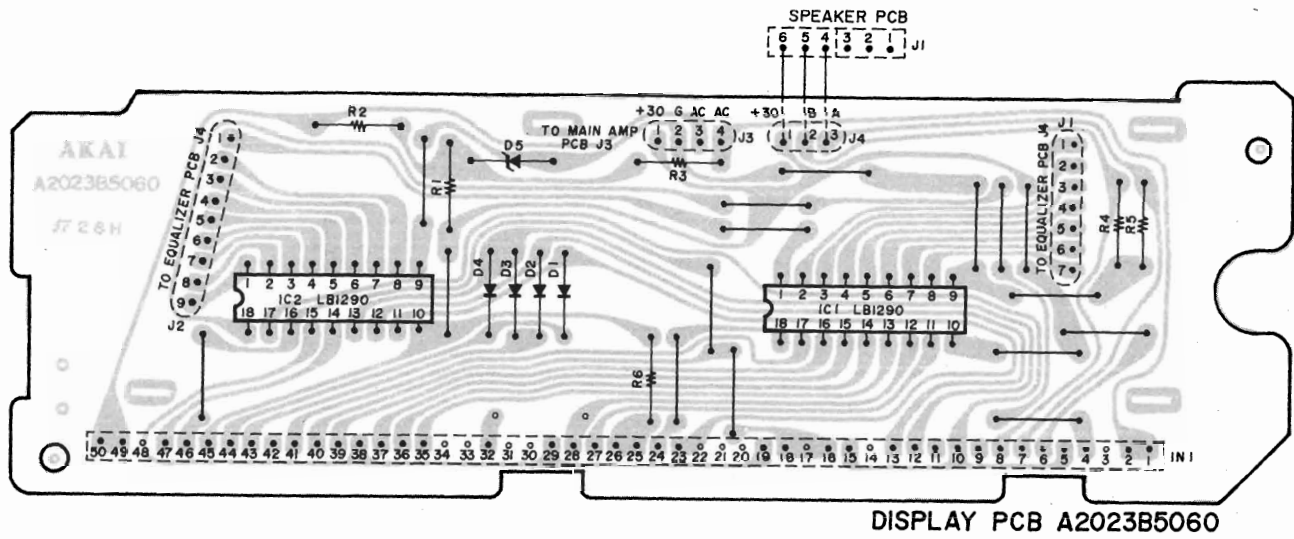 SPEAKER PCB
6 5 4 3 2 1 J1
+30 G AC AC
+30 B A
TO MAIN AMP
PCB J3
1 2 3 4 J3
1 2 3 J4
R2
D5
R1
R3
AKAI
A2023B5060
TO EQUALIZER PCB J4
1 2 3 4 5 6 7 8 9
J2
J1
1 2 3 4 5 6 7
TO EQUALIZER PCB J4
R4
R5
D4 D3 D2 D1
1 2 3 4 5 6 7 8 9
IC2 LB1290
18 17 16 15 14 13 12 11 10
1 2 3 4 5 6 7 8 9
IC1 LB1290
18 17 16 15 14 13 12 11 10
R6
50 49 48 47 46 45 44 43 42 41 40 39 38 37 36 35 34 33 32 31 30 29 28 27 26 25 24 23 22 21 20 19 18 17 16 15 14 13 12 11 10 9 8 7 6 5 4 3 2 1 IN1
DISPLAY PCB A2023B5060